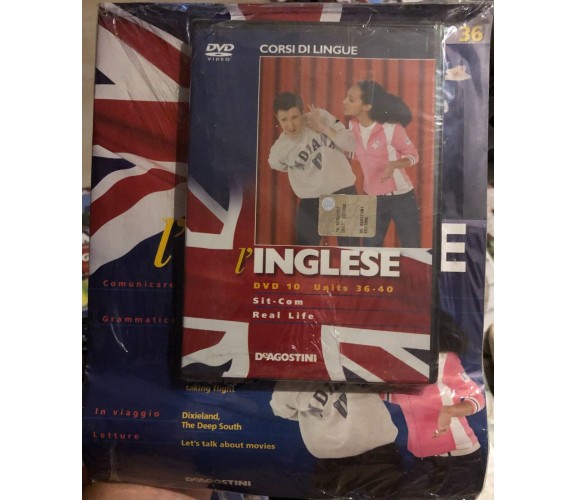 36
DVD
VIDEO
CORSI DI LINGUE
INDIANA
l'INGLESE
DVD 10 Units 36-40
Sit-Com
Real Life
DeAGOSTINI
l'
E
Comunicare
Grammatica
taking flight
In viaggio
Dixieland,
The Deep South
Letture
Let's talk about movies
DeAGOSTINI